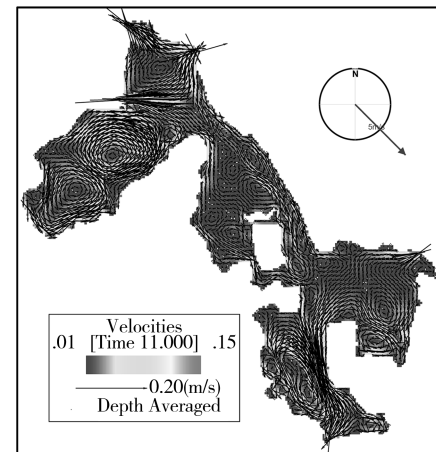 N
5m/s
Velocities
.01 [Time 11.000] .15
0.20(m/s)
Depth Averaged